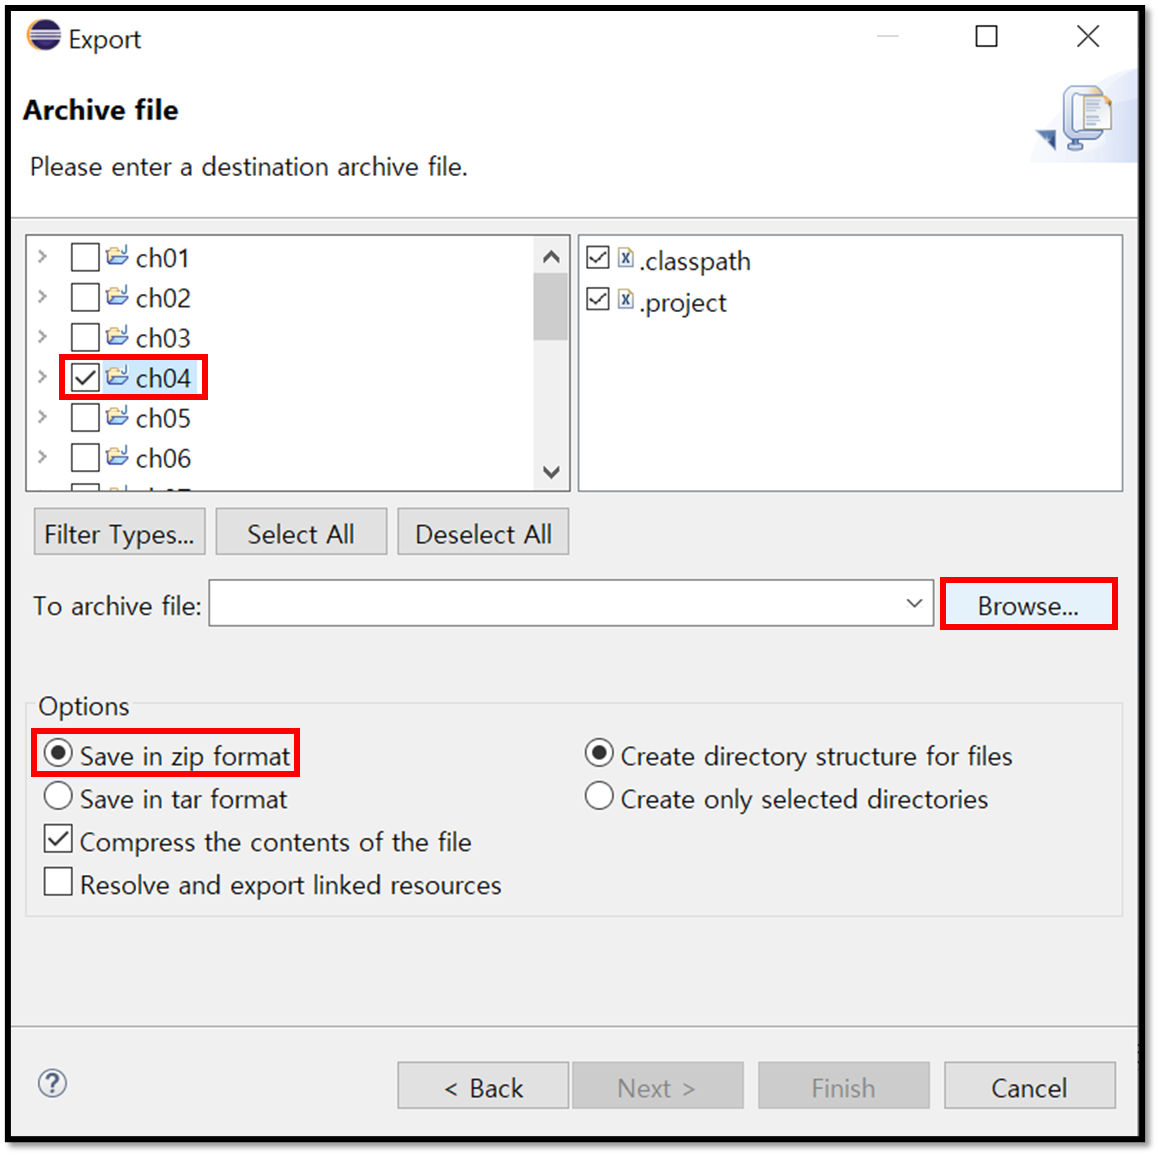 Export
Archive file
Please enter a destination archive file.
ch01
ch02
ch03
ch04
ch05
ch06
.classpath
.project
Filter Types...
Select All
Deselect All
To archive file:
Browse...
Options
Save in zip format
Create directory structure for files
Save in tar format
Create only selected directories
Compress the contents of the file
Resolve and export linked resources
< Back
Next >
Finish
Cancel